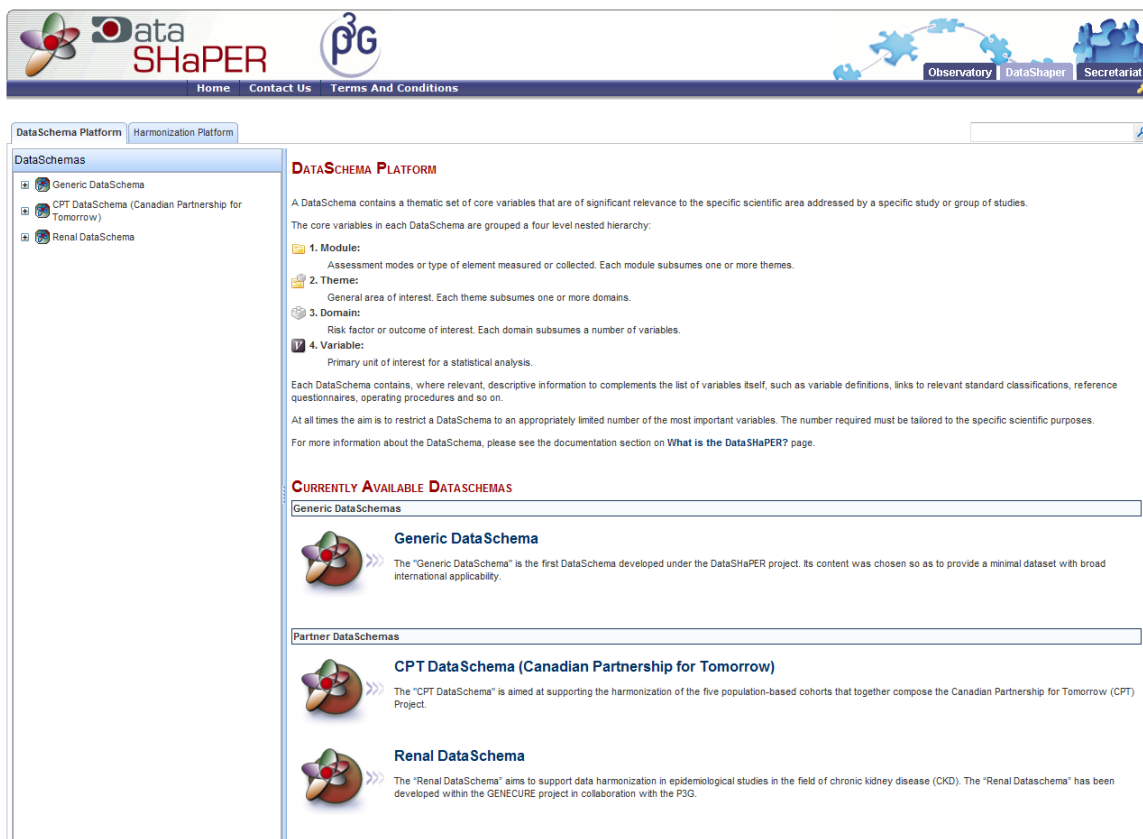 Data
SHaPER
p3G
Observatory DataShaper Secretariat
Home Contact Us Terms And Conditions
DataSchema Platform Harmonization Platform
DataSchemas
Generic DataSchema
CPT DataSchema (Canadian Partnership for
Tomorrow)
Renal DataSchema
DATASCHEMA PLATFORM
A DataSchema contains a thematic set of core variables that are of significant relevance to the specific scientific area addressed by a specific study or group of studies.
The core variables in each DataSchema are grouped a four level nested hierarchy:
1. Module:
Assessment modes or type of element measured or collected. Each module subsumes one or more themes.
2. Theme:
General area of interest. Each theme subsumes one or more domains.
3. Domain:
Risk factor or outcome of interest. Each domain subsumes a number of variables.
V 4. Variable:
Primary unit of interest for a statistical analysis.
Each DataSchema contains, where relevant, descriptive information to complements the list of variables itself, such as variable definitions, links to relevant standard classifications, reference
questionnaires, operating procedures and so on.
At all times the aim is to restrict a DataSchema to an appropriately limited number of the most important variables. The number required must be tailored to the specific scientific purposes.
For more information about the DataSchema, please see the documentation section on What is the DataSHaPER? page.
CURRENTLY AVAILABLE DATASCHEMAS
Generic DataSchemas
Generic DataSchema
The "Generic DataSchema" is the first DataSchema developed under the DataSHaPER project. Its content was chosen so as to provide a minimal dataset with broad
international applicability.
Partner DataSchemas
CPT DataSchema (Canadian Partnership for Tomorrow)
The "CPT DataSchema" is aimed at supporting the harmonization of the five population-based cohorts that together compose the Canadian Partnership for Tomorrow (CPT)
Project.
Renal DataSchema
The "Renal DataSchema" aims to support data harmonization in epidemiological studies in the field of chronic kidney disease (CKD). The "Renal Dataschema" has been
developed within the GENECURE project in collaboration with the P3G.